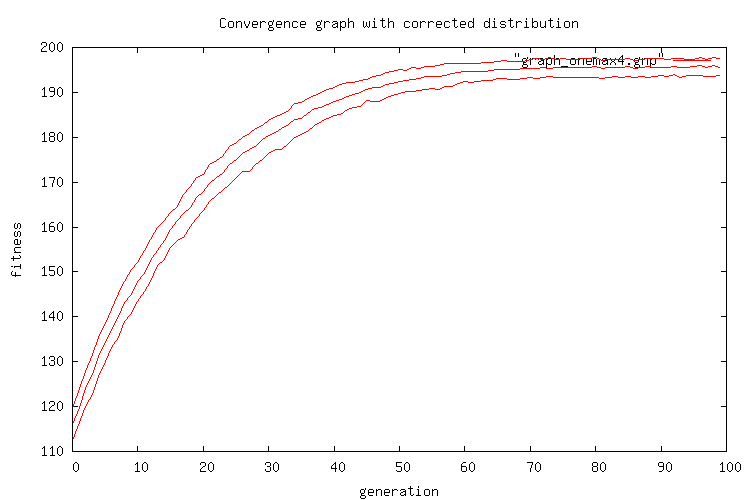 Convergence graph with corrected distribution
200
"graph_onemax4.gnp"
190
180
170
160
150
140
130
120
110
fitness
0 10 20 30 40 50 60 70 80 90 100
generation